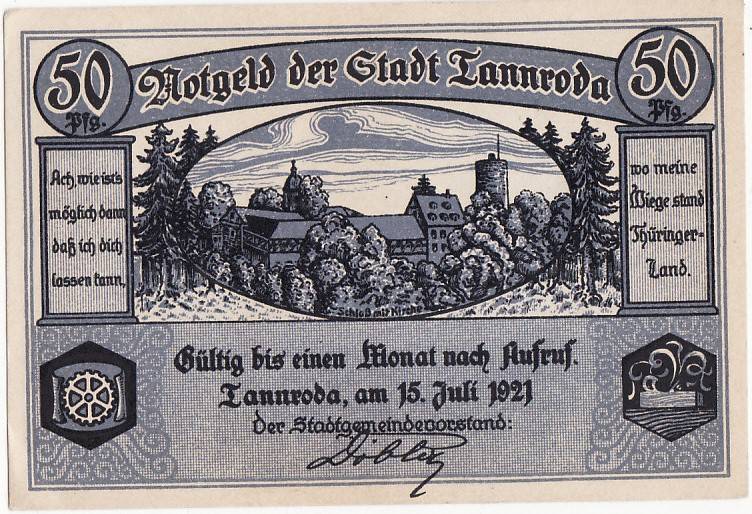 50
Pfg.
Notgeld der Stadt Tannroda
50
Pfg.
Ach, wie ist's
möglich dann
daß ich dich
lassen kann,
wo meine
Wiege stand
Thüringer-
Land.
Schloß mit Kirche
Gültig bis einen Monat nach Aufruf.
Tannroda, am 15. Juli 1921
Der Stadtgemeindevorstand: